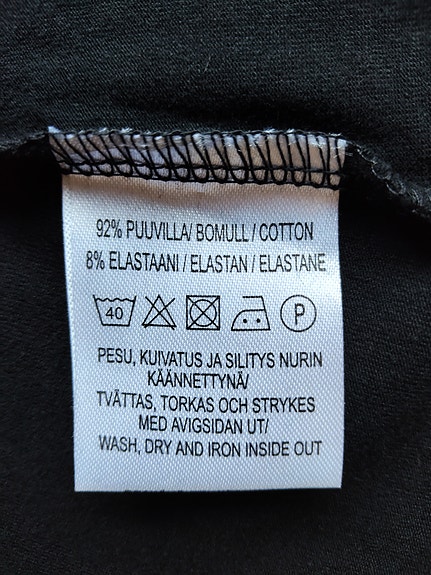 92% PUUVILLA/ BOMULL / COTTON
8% ELASTAANI / ELASTAN / ELASTANE
40 P
PESU, KUIVATUS JA SILITYS NURIN
KÄÄNNETTYNÄ/
TVÄTTAS, TORKAS OCH STRYKES
MED AVIGSIDAN UT/
WASH, DRY AND IRON INSIDE OUT